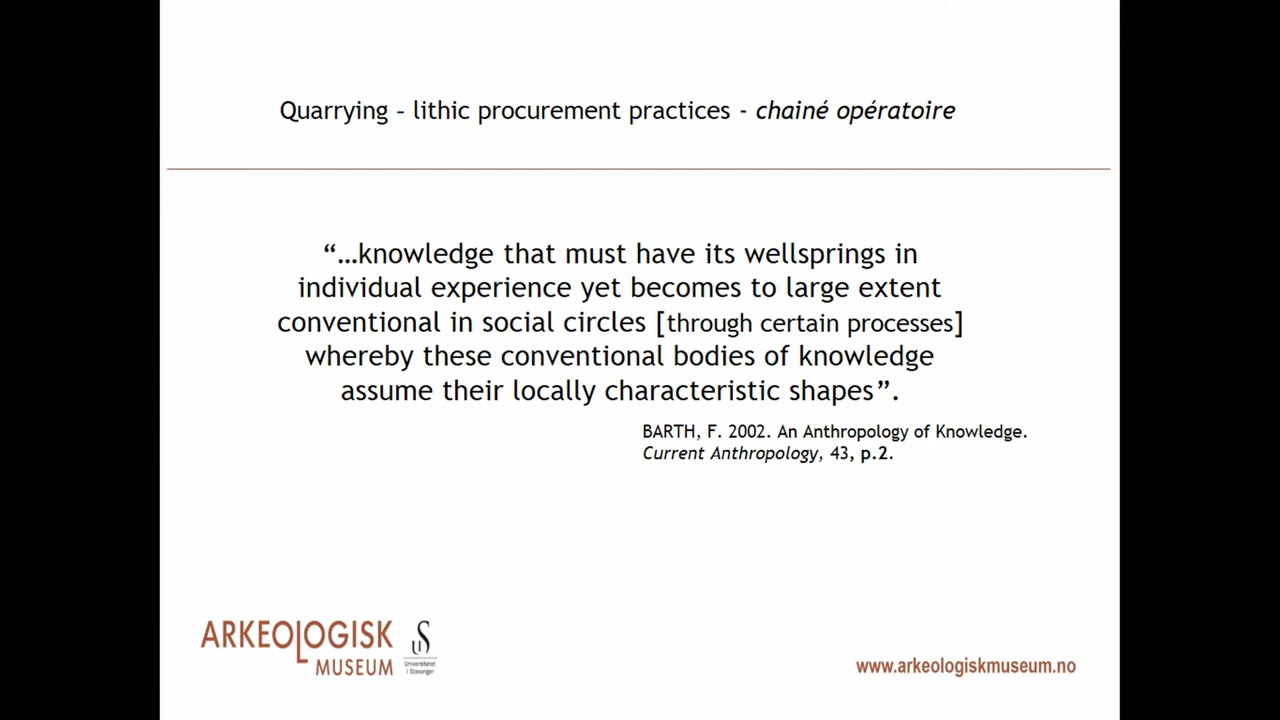 Quarrying – lithic procurement practices - chainé opératoire
“…knowledge that must have its wellsprings in
individual experience yet becomes to large extent
conventional in social circles [through certain processes]
whereby these conventional bodies of knowledge
assume their locally characteristic shapes”.
BARTH, F. 2002. An Anthropology of Knowledge.
Current Anthropology, 43, p.2.
ARKEOLOGISK
MUSEUM
uS
Universitetet
i Stavanger
www.arkeologiskmuseum.no